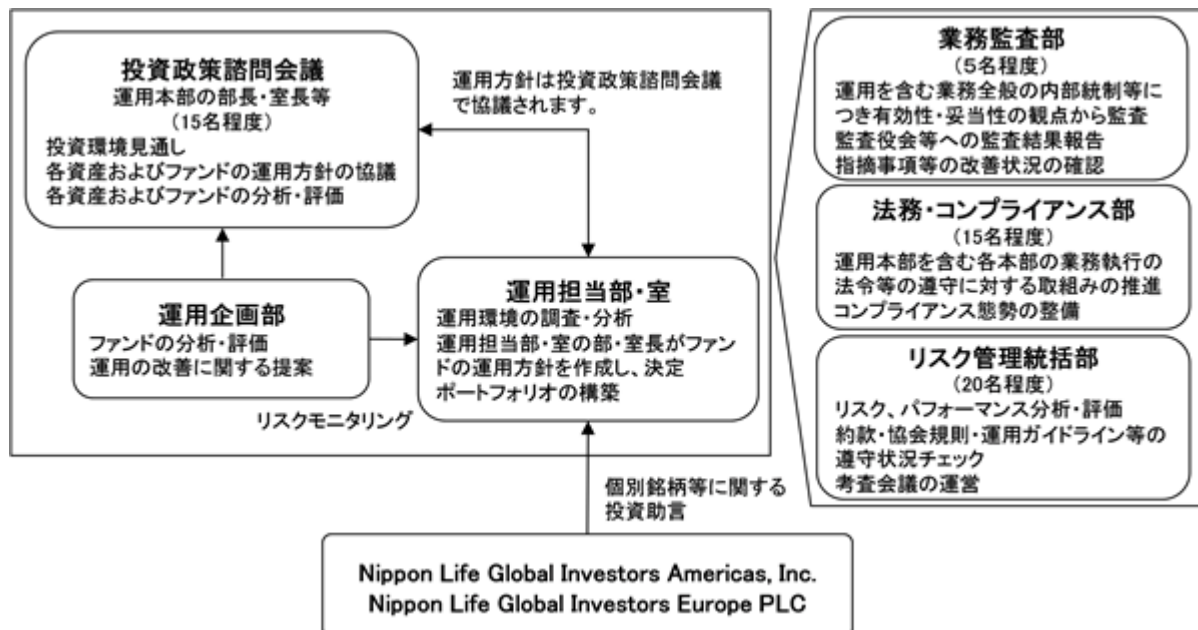 投資政策諮問会議
運用本部の部長・室長等
(15名程度)
投資環境見通し
各資産およびファンドの運用方針の協議
各資産およびファンドの分析・評価
運用方針は投資政策諮問会議
で協議されます。
運用企画部
ファンドの分析・評価
運用の改善に関する提案
リスクモニタリング
運用担当部・室
運用環境の調査・分析
運用担当部・室の部・室長がファン
ドの運用方針を作成し、決定
ポートフォリオの構築
個別銘柄等に関する
投資助言
Nippon Life Global Investors Americas, Inc.
Nippon Life Global Investors Europe PLC
業務監査部
(5名程度)
運用を含む業務全般の内部統制等に
つき有効性・妥当性の観点から監査
監査役会等への監査結果報告
指摘事項等の改善状況の確認
法務・コンプライアンス部
(15名程度)
運用本部を含む各本部の業務執行の
法令等の遵守に対する取組みの推進
コンプライアンス態勢の整備
リスク管理統括部
(20名程度)
リスク、パフォーマンス分析・評価
約款・協会規則・運用ガイドライン等の
遵守状況チェック
考査会議の運営